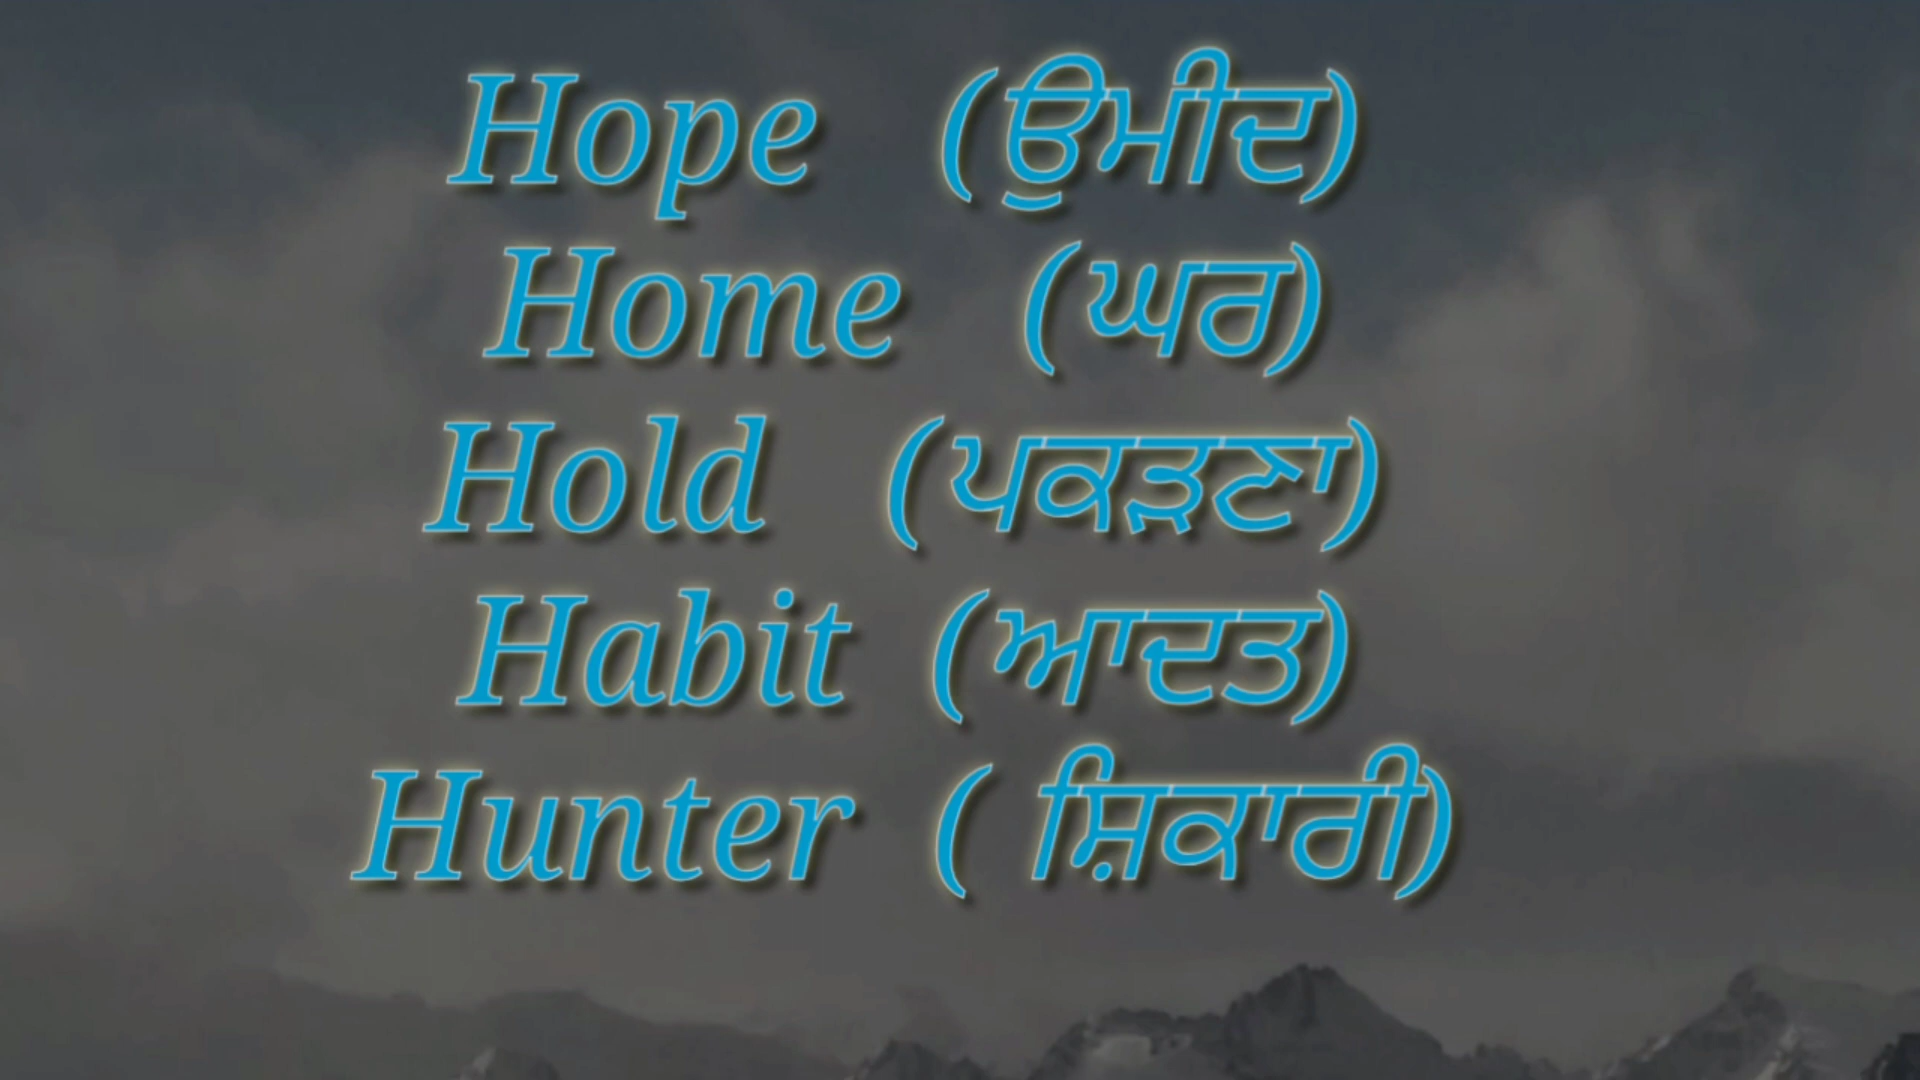 Hope (ਉਮੀਦ)
Home (ਘਰ)
Hold (ਪਕੜਣਾ)
Habit (ਆਦਤ)
Hunter ( ਸ਼ਿਕਾਰੀ)